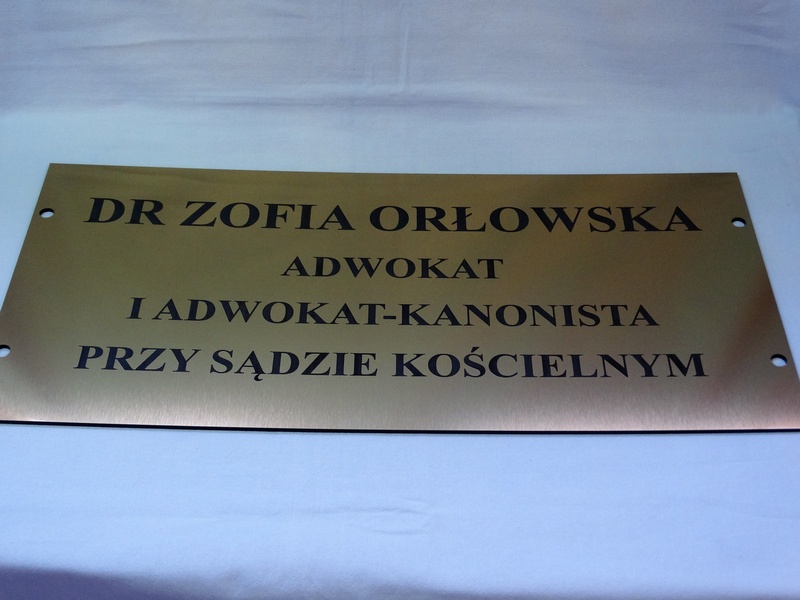 DR ZOFIA ORŁOWSKA
ADWOKAT
I ADWOKAT-KANONISTA
PRZY SĄDZIE KOŚCIELNYM